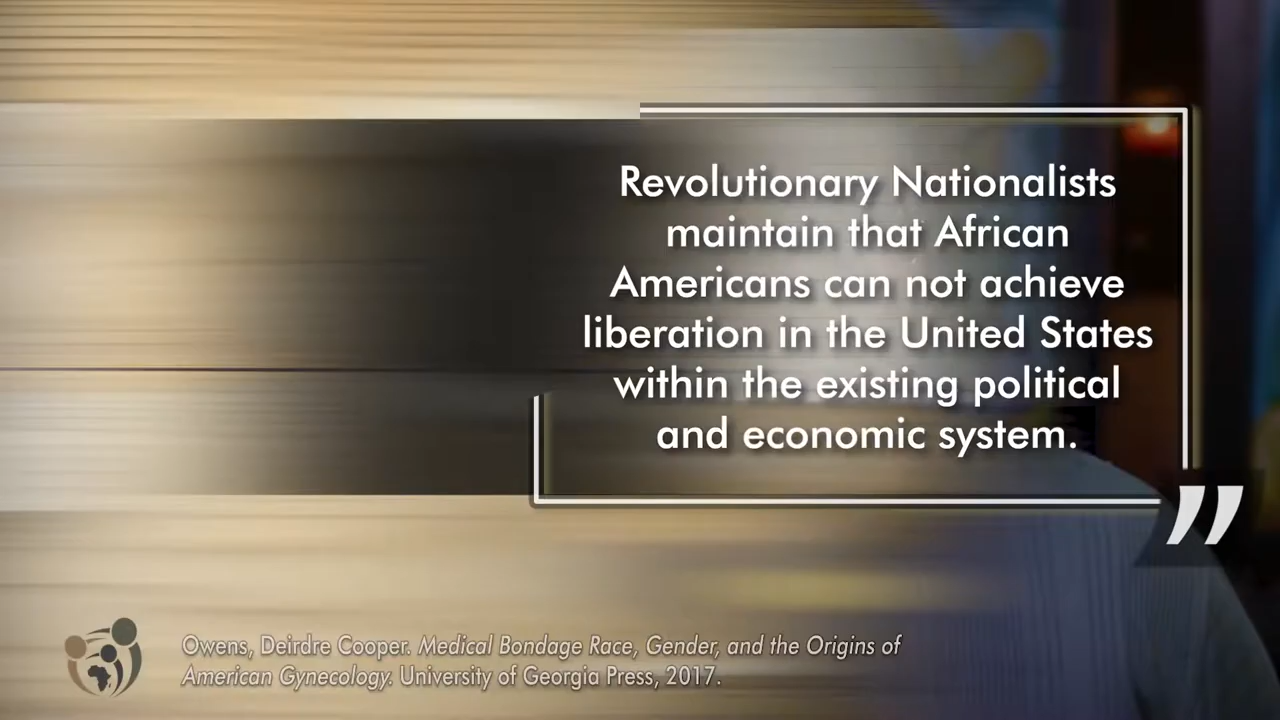 Revolutionary Nationalists
maintain that African
Americans can not achieve
liberation in the United States
within the existing political
and economic system.
”
Owens, Deirdre Cooper. Medical Bondage Race, Gender, and the Origins of
American Gynecology. University of Georgia Press, 2017.